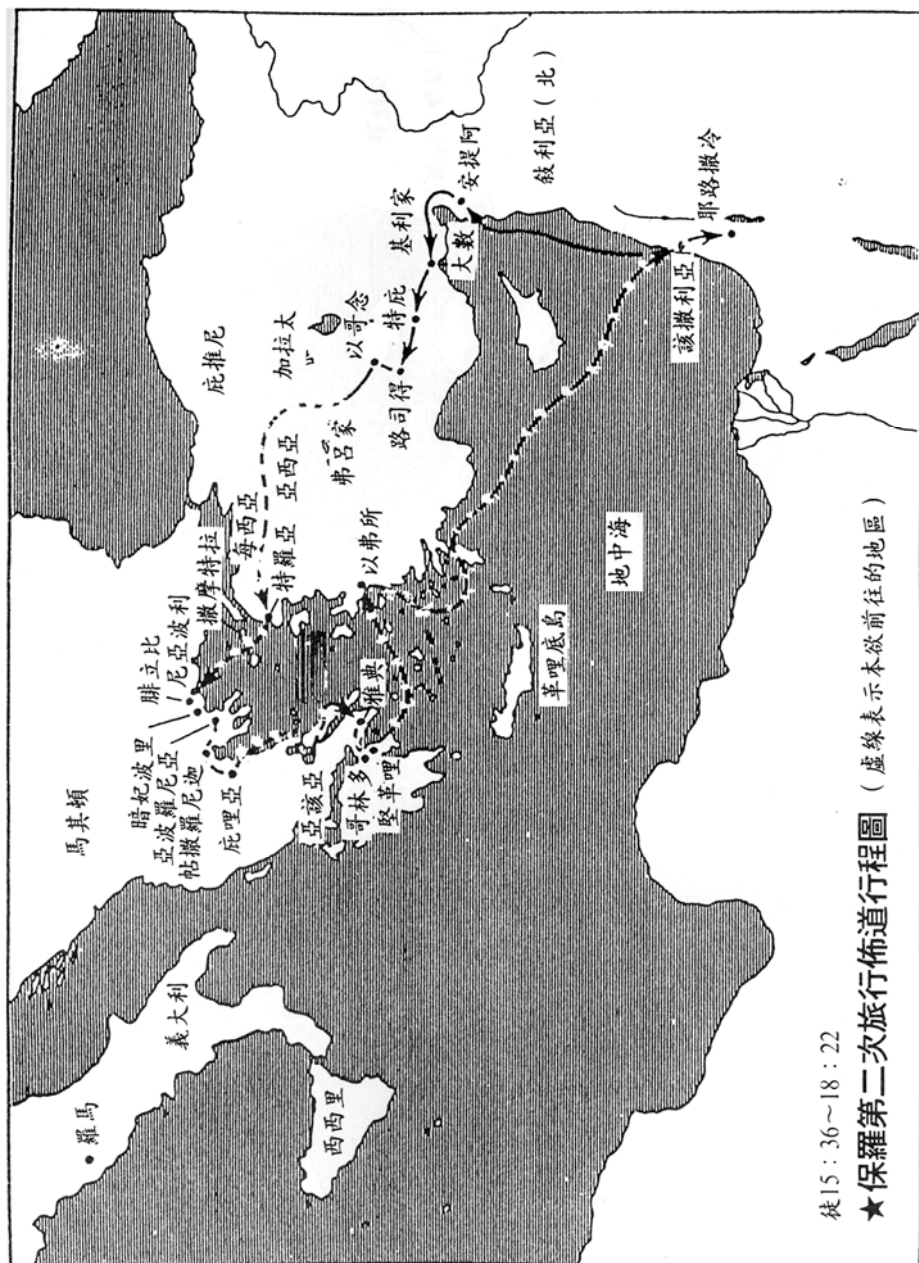 徒15：36～18：22
★保羅第二次旅行佈道行程圖（虛線表示本欲前往的地區）
羅馬
義大利
西西里
馬其頓
腓立比
尼亞波利
暗妃波里
亞波羅尼亞
帖撒羅尼迦
庇哩亞
撒摩特拉
每西亞
特羅亞
亞西亞
庇推尼
加拉太
弗呂家
以哥念
路司得
特庇
基利家
大數
安提阿
敍利亞（北）
耶路撒冷
該撒利亞
以弗所
雅典
亞該亞
哥林多
堅革哩
革哩底島
地中海